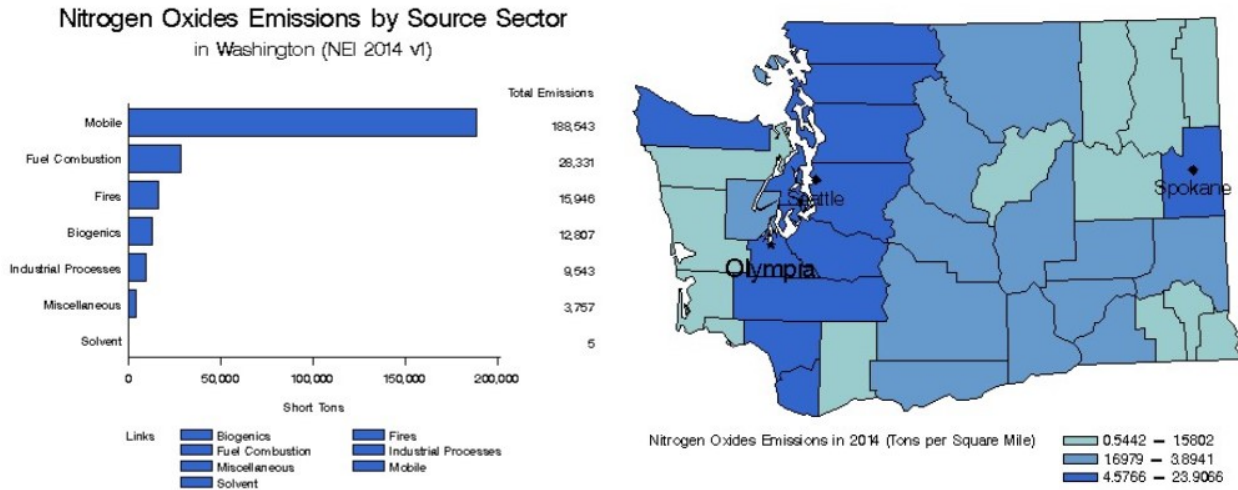 Nitrogen Oxides Emissions by Source Sector
in Washington (NEI 2014 v1)
Total Emissions
Mobile 188,543
Fuel Combustion 28,331
Fires 15,946
Biogenics 12,807
Industrial Processes 9,543
Miscellaneous 3,757
Solvent 5
0 50,000 100,000 150,000 200,000
Short Tons
Links Biogenics Fires
Fuel Combustion Industrial Processes
Miscellaneous Mobile
Solvent
Seattle
Spokane
Olympia
Nitrogen Oxides Emissions in 2014 (Tons per Square Mile)
0.5442 – 1.5802
1.6979 – 3.8941
4.5766 – 23.9066